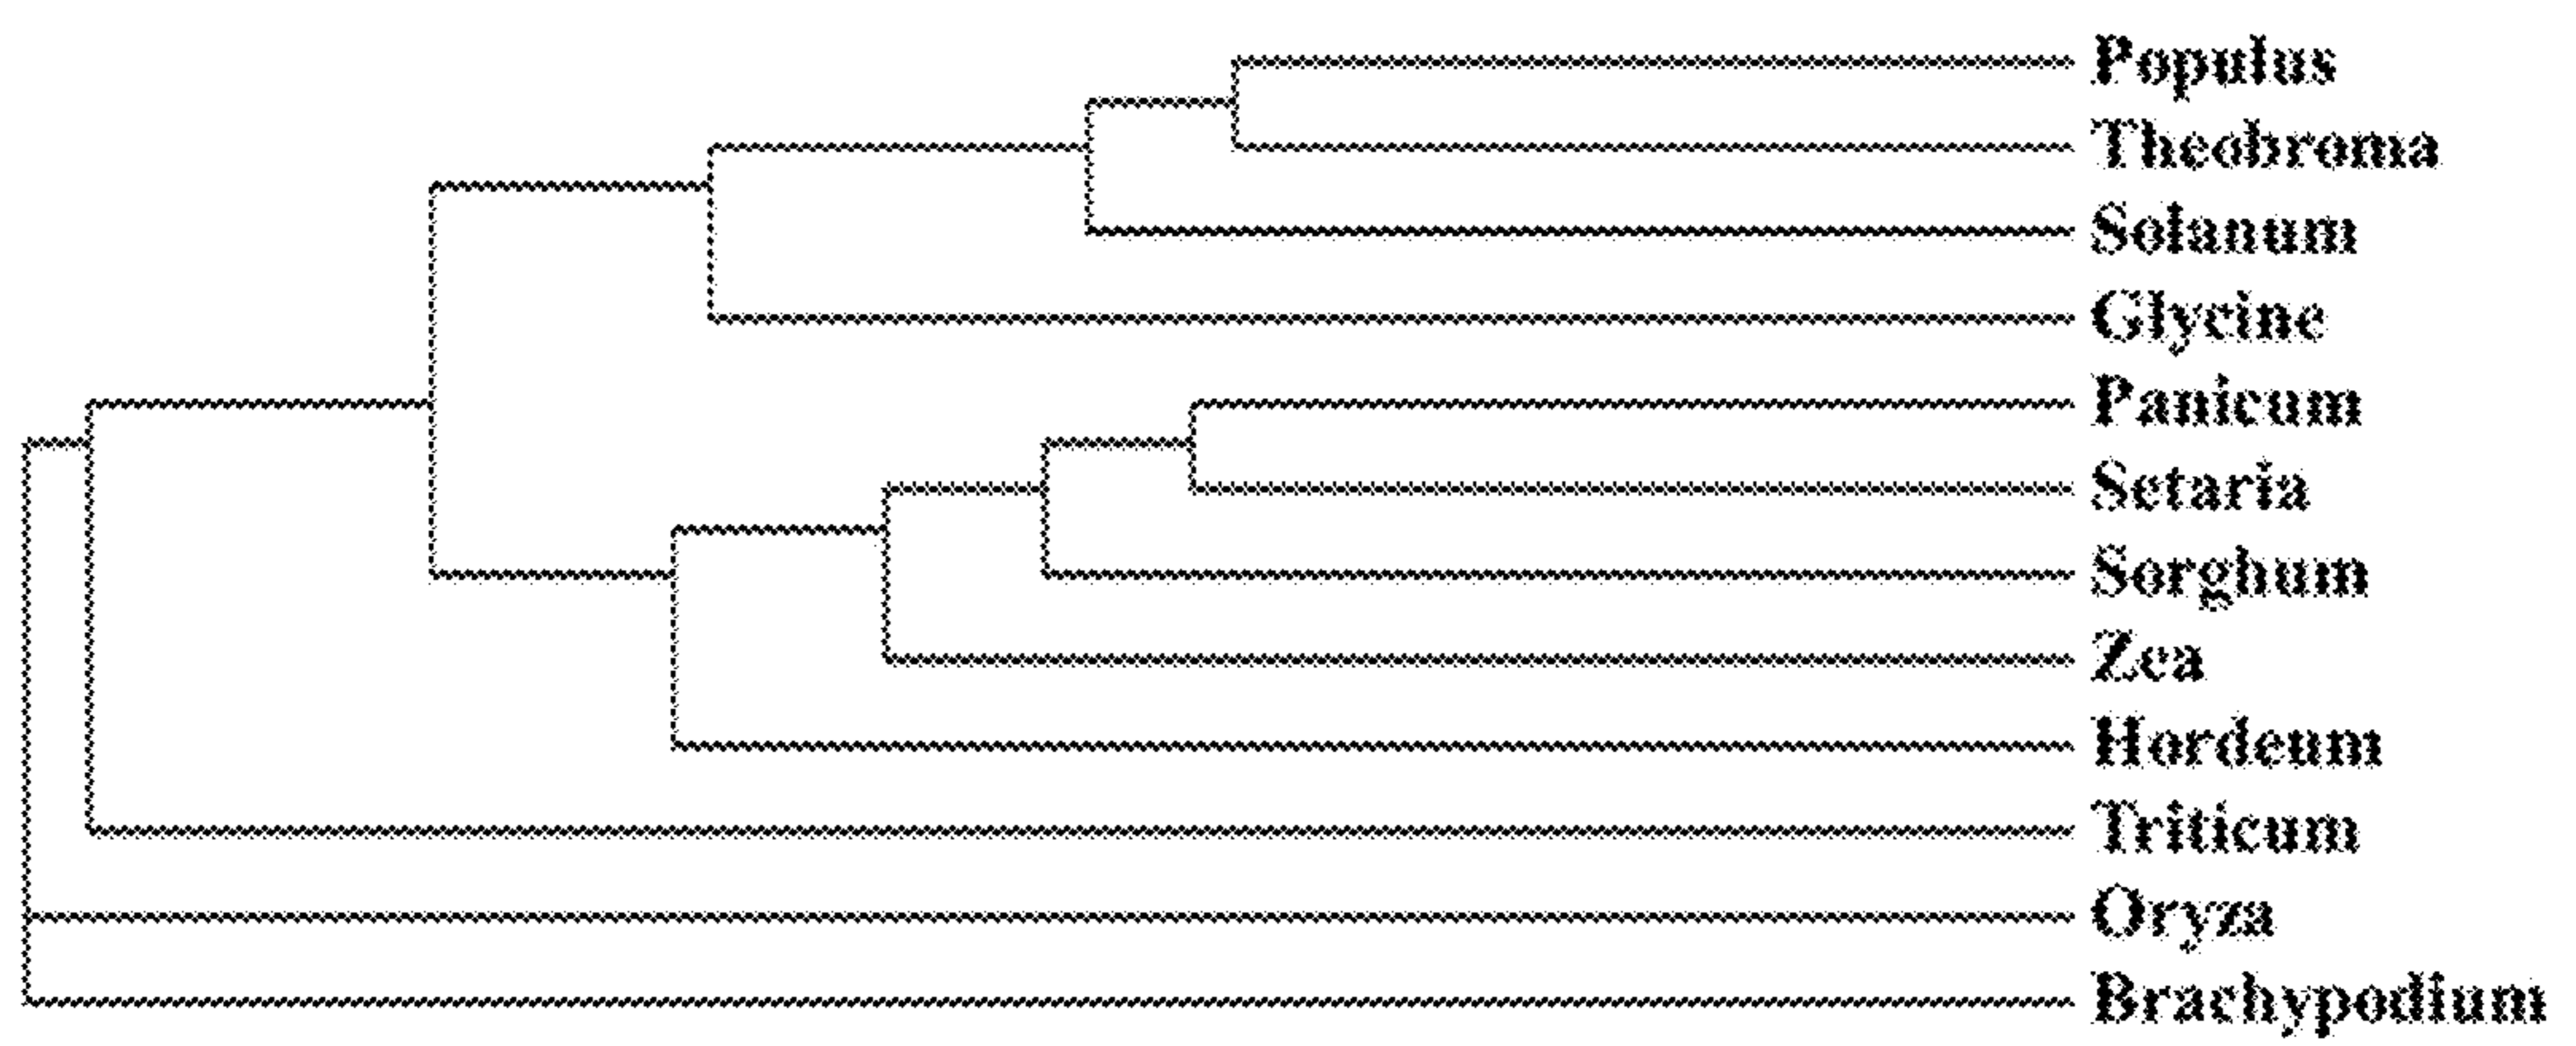 Populus
Theobroma
Solanum
Glycine
Panicum
Setaria
Sorghum
Zea
Hordeum
Triticum
Oryza
Brachypodium